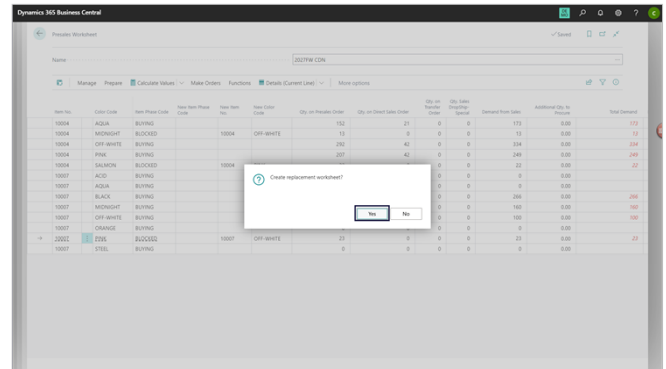 Dynamics 365 Business Central
Presales Worksheet
Saved
Name
2027FW CDN
Manage Prepare Calculate Values Make Orders Functions Details (Current Line) More options
Item No. Color Code Item Phase Code New Item Phase Code New Item No. New Color Code Qty. on Presales Order Qty. on Direct Sales Order Qty. on Transfer Order Qty. Sales Dropship-Special Demand From Sales Additional Qty. to Procure Total Demand
10004 AQUA BUYING 152 21 0 0 173 0.00 173
10004 MIDNIGHT BLOCKED 10004 OFF-WHITE 13 0 0 0 13 0.00 13
10004 OFF-WHITE BUYING 292 42 0 0 334 0.00 334
10004 PINK BUYING 207 42 0 0 249 0.00 249
10004 SALMON BLOCKED 10004 0 0 22 0.00 22
10007 ACID BUYING 0 0 0 0.00
10007 AQUA BUYING 0 0 0 0.00
10007 BLACK BUYING 0 0 266 0.00 266
10007 MIDNIGHT BUYING 0 0 160 0.00 160
10007 OFF-WHITE BUYING 0 0 100 0.00 100
10007 ORANGE BUYING 0 0 0 0 0.00
10007 PINK BLOCKED 10007 OFF-WHITE 23 0 0 0 23 0.00 23
10007 STEEL BUYING 0 0 0 0 0 0.00
Create replacement worksheet?
Yes No